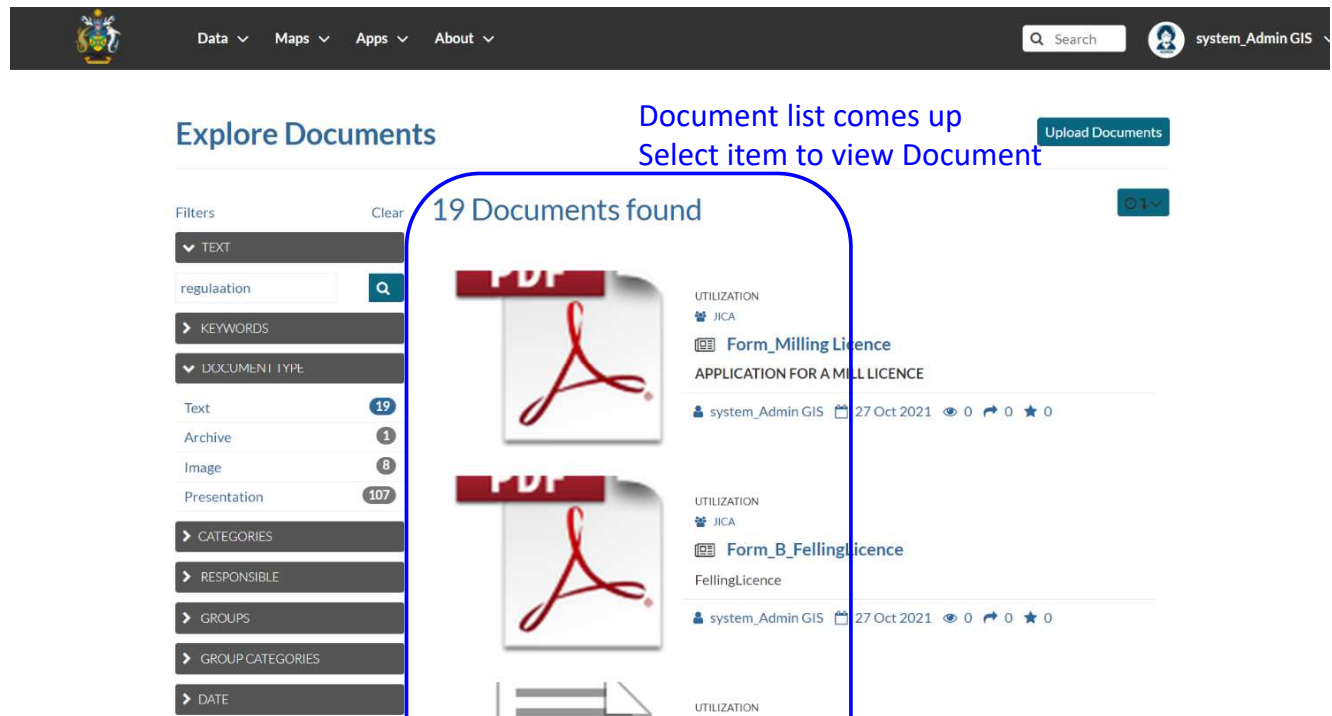 Data Maps Apps About Search system_Admin GIS
Document list comes up
Select item to view Document
Explore Documents
Upload Documents
Filters Clear
19 Documents found
TEXT
regulaation
KEYWORDS
DOCUMENT TYPE
Text 19
Archive 1
Image 8
Presentation 107
CATEGORIES
RESPONSIBLE
GROUPS
GROUP CATEGORIES
DATE
PDF
UTILIZATION
JICA
Form_Milling Licence
APPLICATION FOR A MILL LICENCE
system_Admin GIS 27 Oct 2021 0 0 0
PDF
UTILIZATION
JICA
Form_B_FellingLicence
FellingLicence
system_Admin GIS 27 Oct 2021 0 0 0
UTILIZATION